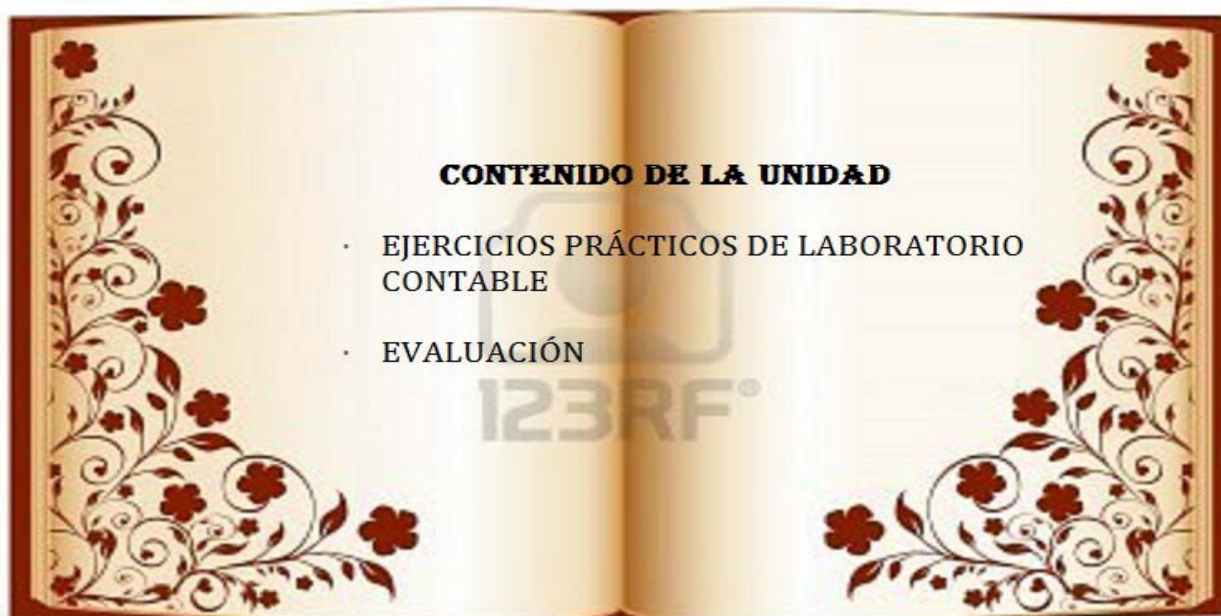 CONTENIDO DE LA UNIDAD
· EJERCICIOS PRÁCTICOS DE LABORATORIO
CONTABLE
· EVALUACIÓN
123RF®